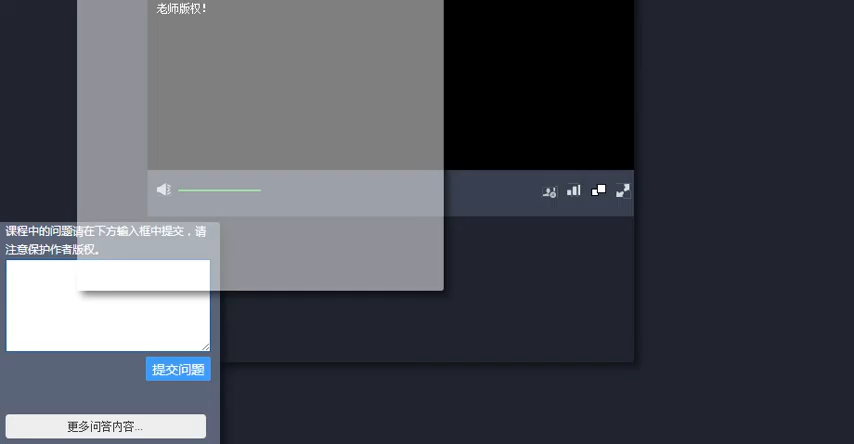 老师版权！
课程中的问题请在下方输入框中提交，请
注意保护作者版权。
提交问题
更多问答内容...